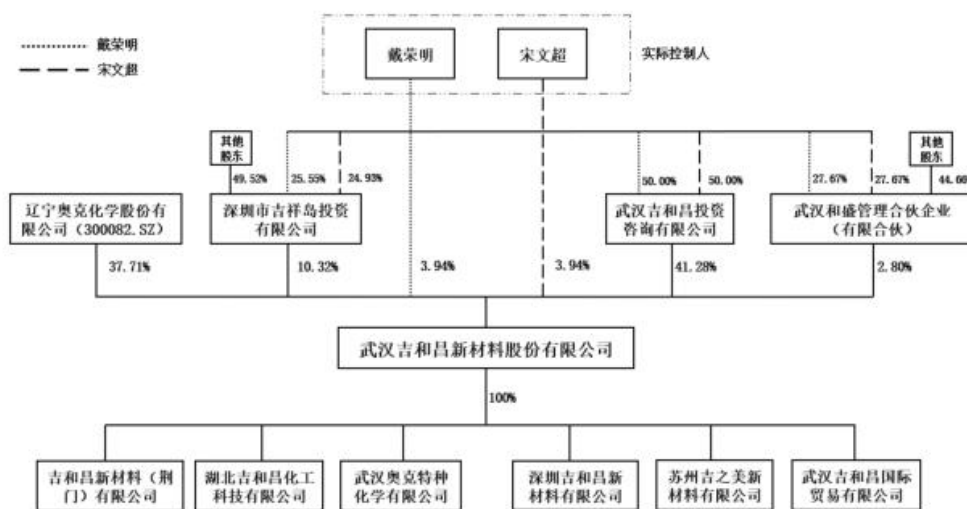 戴荣明
宋文超
戴荣明
宋文超
实际控制人
其他
股东
其他
股东
49.52%
25.55%
24.93%
50.00%
50.00%
27.67%
27.67%
44.66%
辽宁奥克化学股份有
限公司（300082.SZ）
深圳市吉祥岛投资
有限公司
武汉吉和昌投资
咨询有限公司
武汉和盛管理合伙企业
（有限合伙）
37.71%
10.32%
3.94%
3.94%
41.28%
2.80%
武汉吉和昌新材料股份有限公司
100%
吉和昌新材料（荆
门）有限公司
湖北吉和昌化工
科技有限公司
武汉奥克特种
化学有限公司
深圳吉和昌新
材料有限公司
苏州吉之美新
材料有限公司
武汉吉和昌国际
贸易有限公司